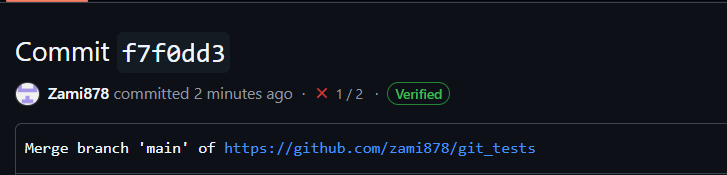 Commit f7f0dd3
Zami878 committed 2 minutes ago · ✕ 1 / 2 · Verified
Merge branch 'main' of https://github.com/zami878/git_tests